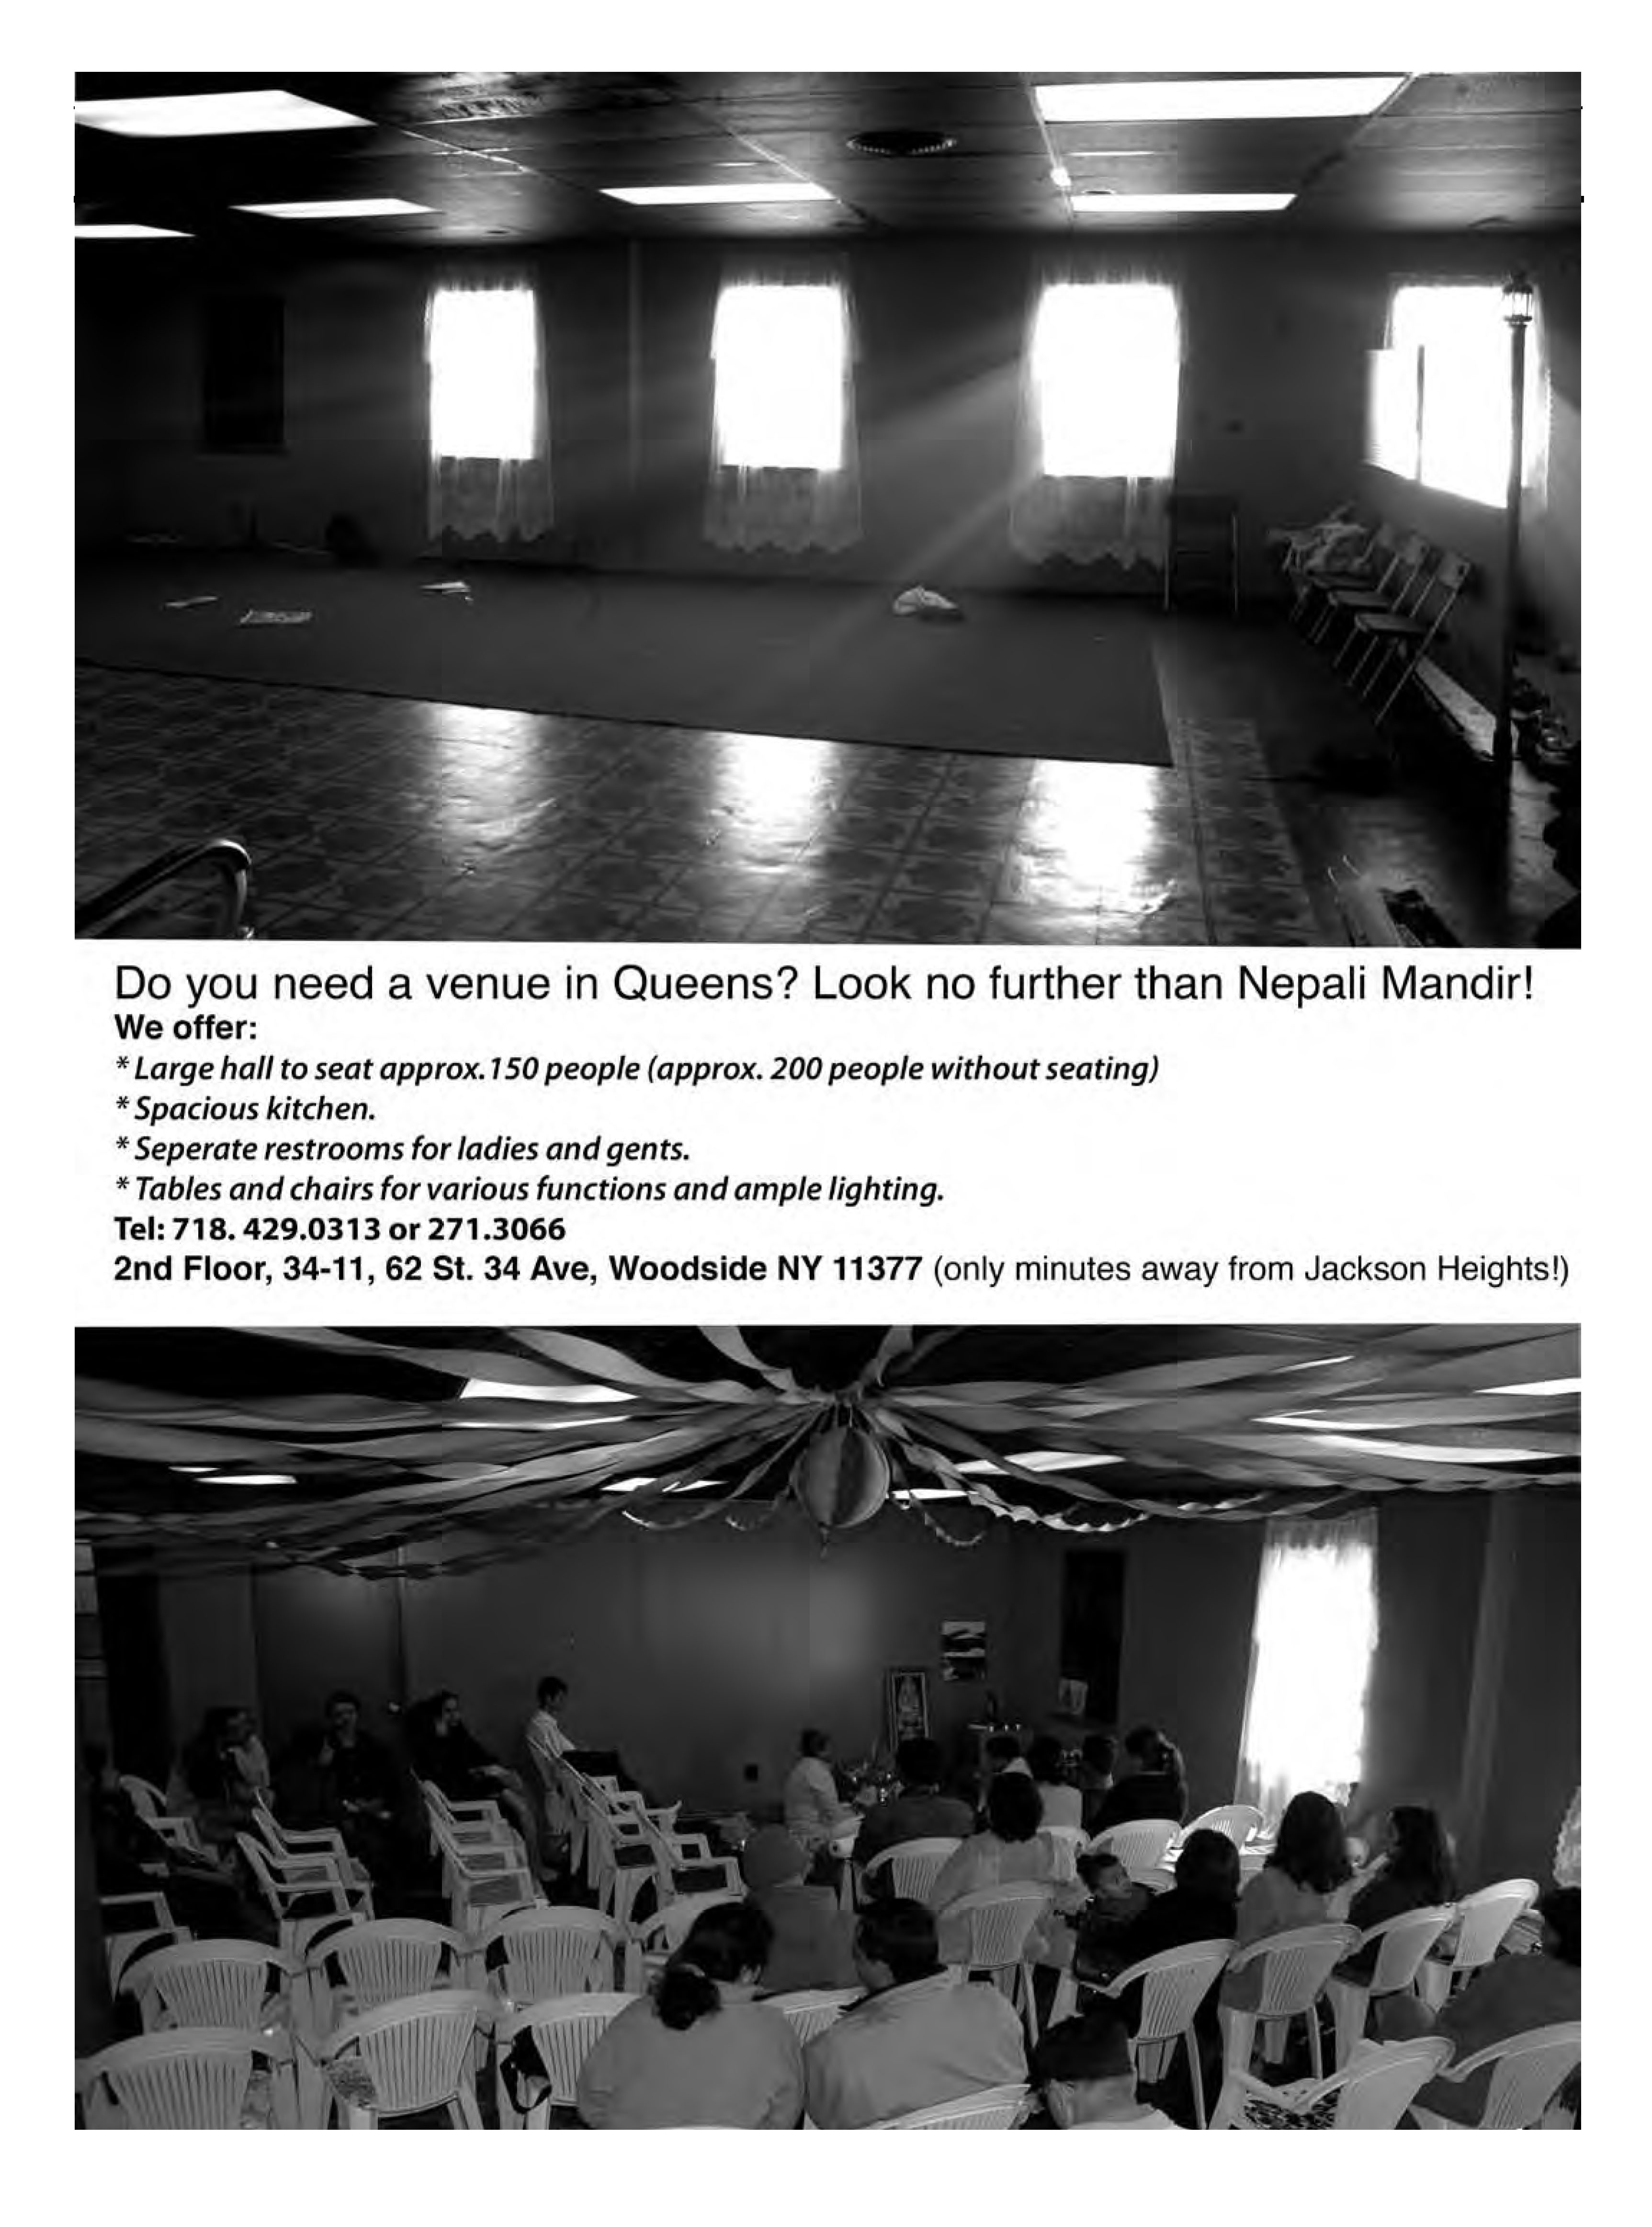 Do you need a venue in Queens? Look no further than Nepali Mandir!
We offer:
* Large hall to seat approx.150 people (approx. 200 people without seating)
* Spacious kitchen.
* Seperate restrooms for ladies and gents.
* Tables and chairs for various functions and ample lighting.
Tel: 718. 429.0313 or 271.3066
2nd Floor, 34-11, 62 St. 34 Ave, Woodside NY 11377 (only minutes away from Jackson Heights!)